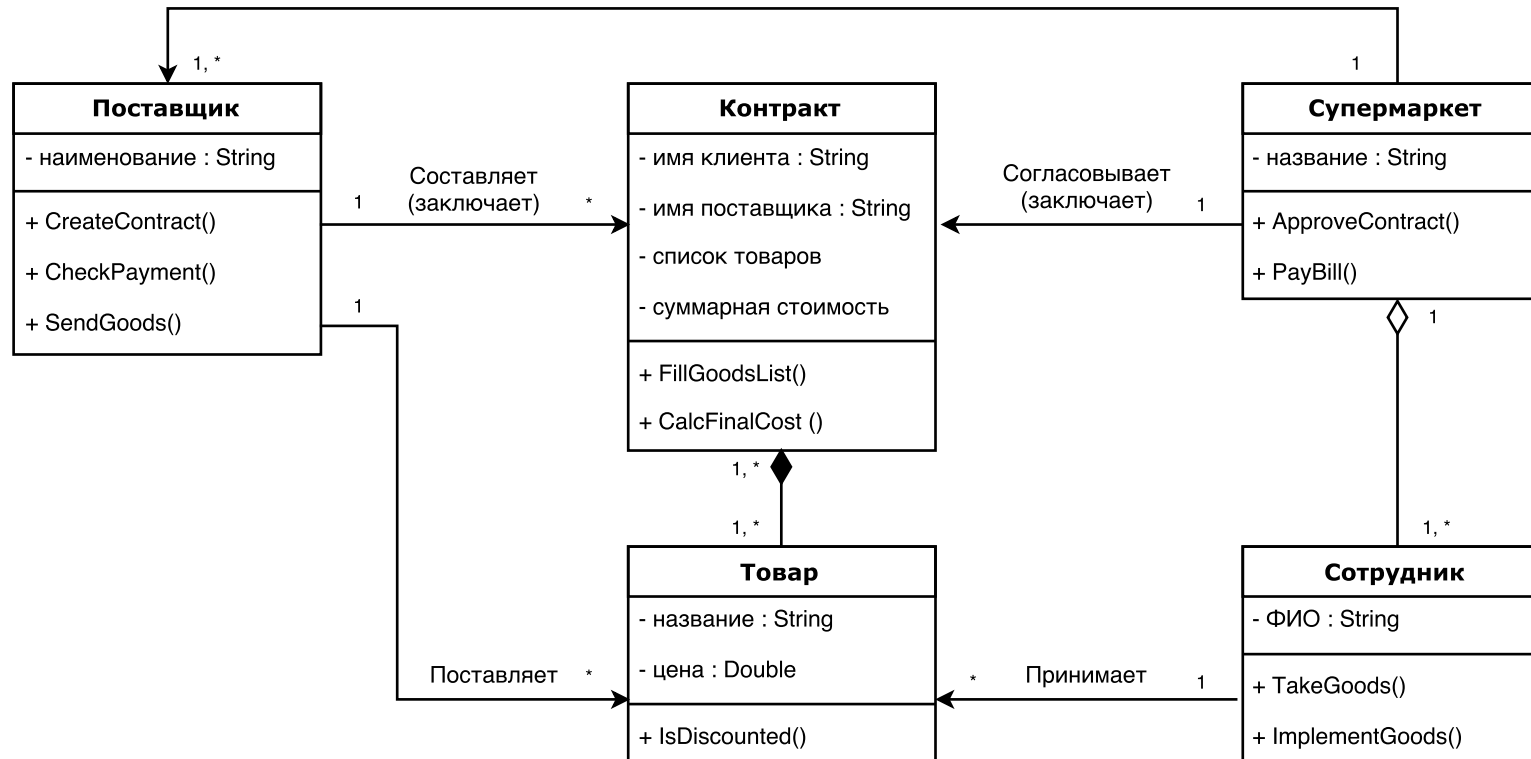 1, *
1
Поставщик
- наименование : String
+ CreateContract()
+ CheckPayment()
+ SendGoods()
Составляет
(заключает)
1
*
1
Контракт
- имя клиента : String
- имя поставщика : String
- список товаров
- суммарная стоимость
+ FillGoodsList()
+ CalcFinalCost ()
Согласовывает
(заключает)
1
Супермаркет
- название : String
+ ApproveContract()
+ PayBill()
1
1, *
1, *
1, *
Поставляет
*
Товар
- название : String
- цена : Double
+ IsDiscounted()
*
Принимает
1
Сотрудник
- ФИО : String
+ TakeGoods()
+ ImplementGoods()